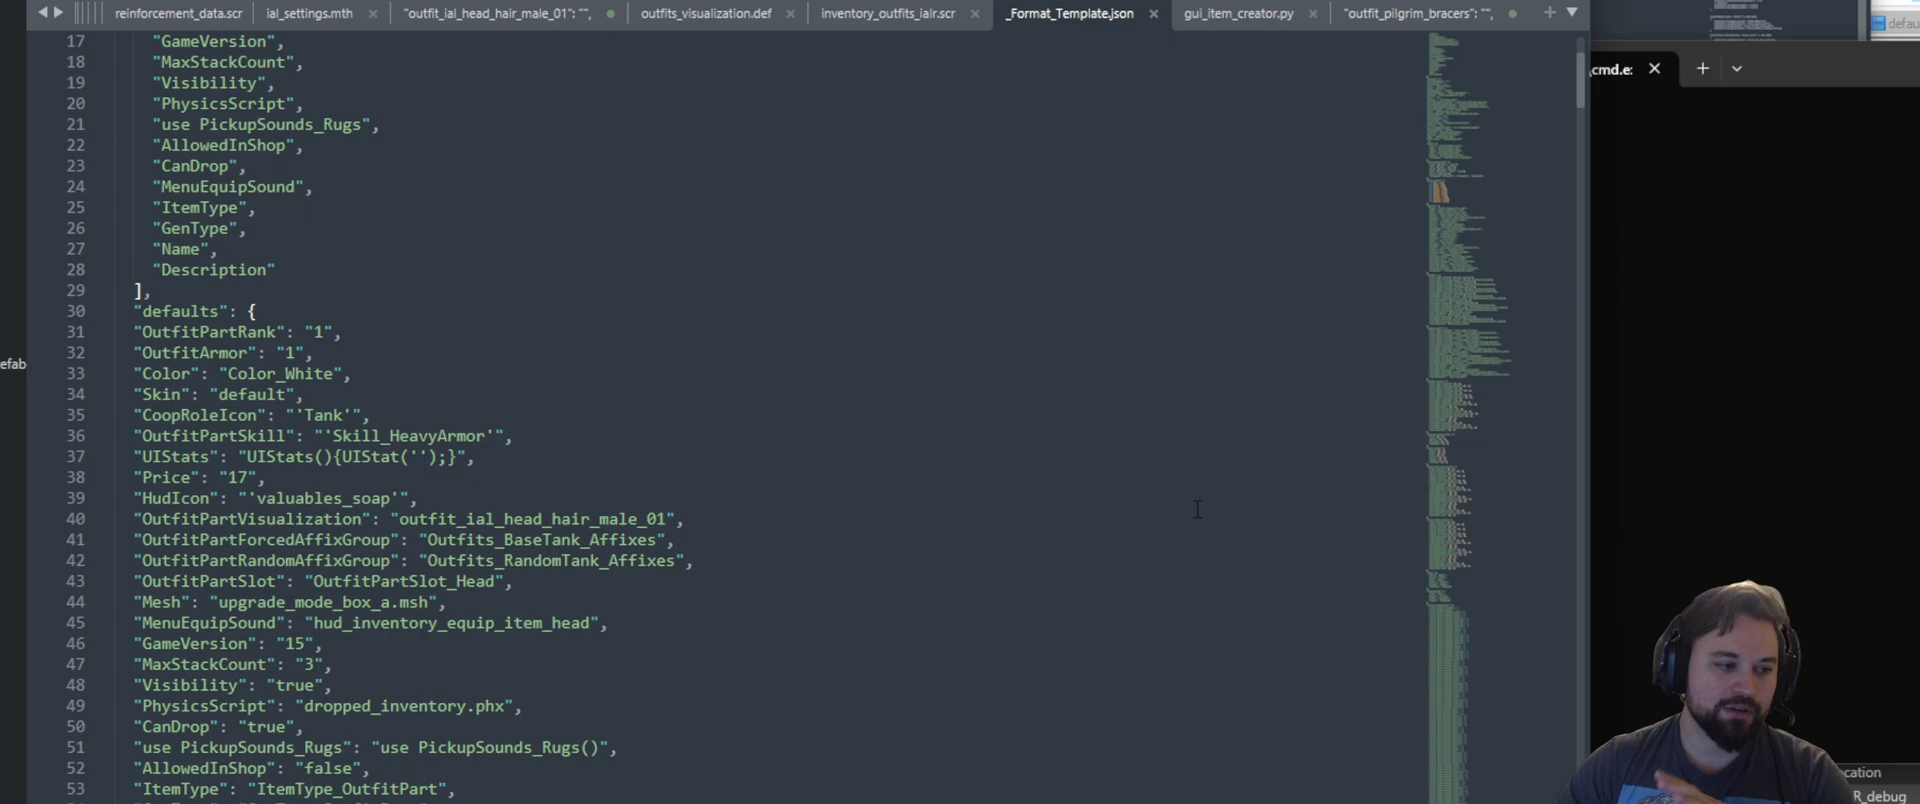 reinforcement_data.scr
ial_settings.mth
"outfit_ial_head_hair_male_01": "",
outfits_visualization.def
inventory_outfits_ialr.scr
_Format_Template.json
gui_item_creator.py
"outfit_pilgrim_bracers": "",
defau
cmd.e:
efab
17 "GameVersion",
18 "MaxStackCount",
19 "Visibility",
20 "PhysicsScript",
21 "use PickupSounds_Rugs",
22 "AllowedInShop",
23 "CanDrop",
24 "MenuEquipSound",
25 "ItemType",
26 "GenType",
27 "Name",
28 "Description"
29 ],
30 "defaults": {
31 "OutfitPartRank": "1",
32 "OutfitArmor": "1",
33 "Color": "Color_White",
34 "Skin": "default",
35 "CoopRoleIcon": "'Tank'",
36 "OutfitPartSkill": "'Skill_HeavyArmor'",
37 "UIStats": "UIStats(){UIStat('');}",
38 "Price": "17",
39 "HudIcon": "'valuables_soap'",
40 "OutfitPartVisualization": "outfit_ial_head_hair_male_01",
41 "OutfitPartForcedAffixGroup": "Outfits_BaseTank_Affixes",
42 "OutfitPartRandomAffixGroup": "Outfits_RandomTank_Affixes",
43 "OutfitPartSlot": "OutfitPartSlot_Head",
44 "Mesh": "upgrade_mode_box_a.msh",
45 "MenuEquipSound": "hud_inventory_equip_item_head",
46 "GameVersion": "15",
47 "MaxStackCount": "3",
48 "Visibility": "true",
49 "PhysicsScript": "dropped_inventory.phx",
50 "CanDrop": "true",
51 "use PickupSounds_Rugs": "use PickupSounds_Rugs()",
52 "AllowedInShop": "false",
53 "ItemType": "ItemType_OutfitPart",
cation
R_debug